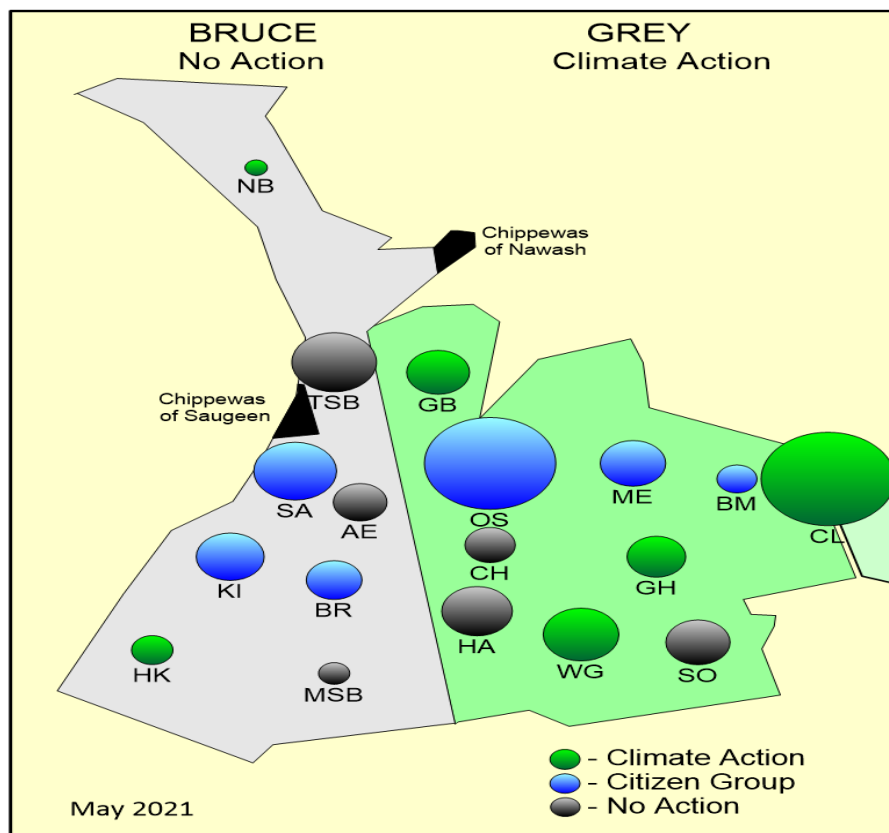 BRUCE
No Action
GREY
Climate Action
NB
Chippewas
of Nawash
TSB
GB
Chippewas
of Saugeen
SA
AE
OS
ME
BM
CL
KI
BR
CH
GH
HK
MSB
HA
WG
SO
- Climate Action
- Citizen Group
- No Action
May 2021